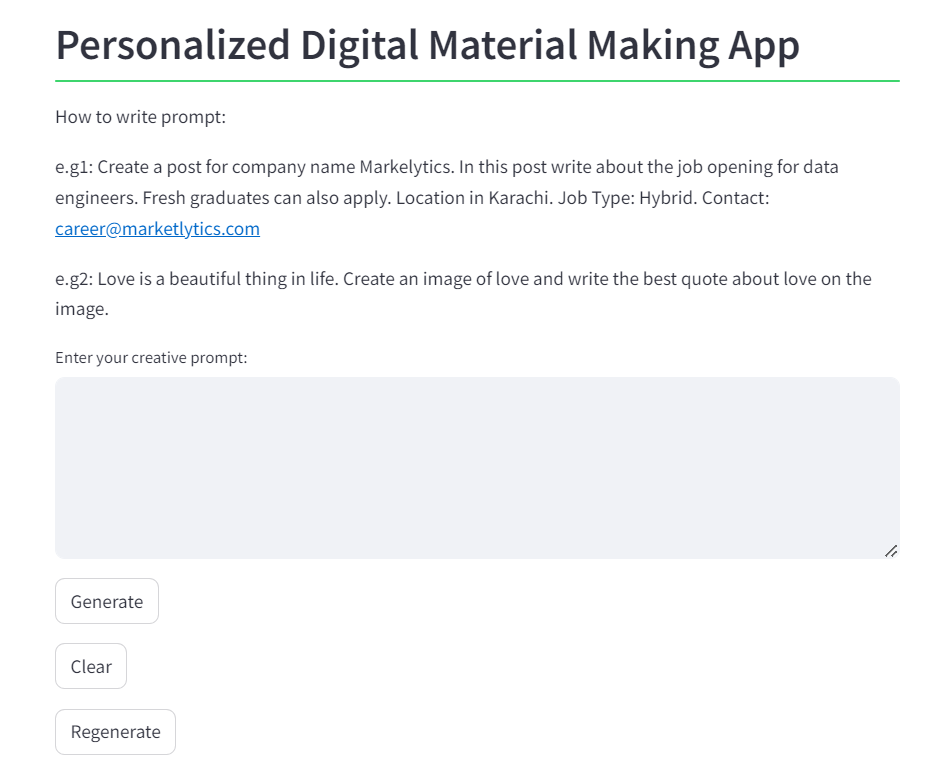 Personalized Digital Material Making App
How to write prompt:
e.g1: Create a post for company name Markelytics. In this post write about the job opening for data
engineers. Fresh graduates can also apply. Location in Karachi. Job Type: Hybrid. Contact:
career@marketlytics.com
e.g2: Love is a beautiful thing in life. Create an image of love and write the best quote about love on the
image.
Enter your creative prompt:
Generate
Clear
Regenerate